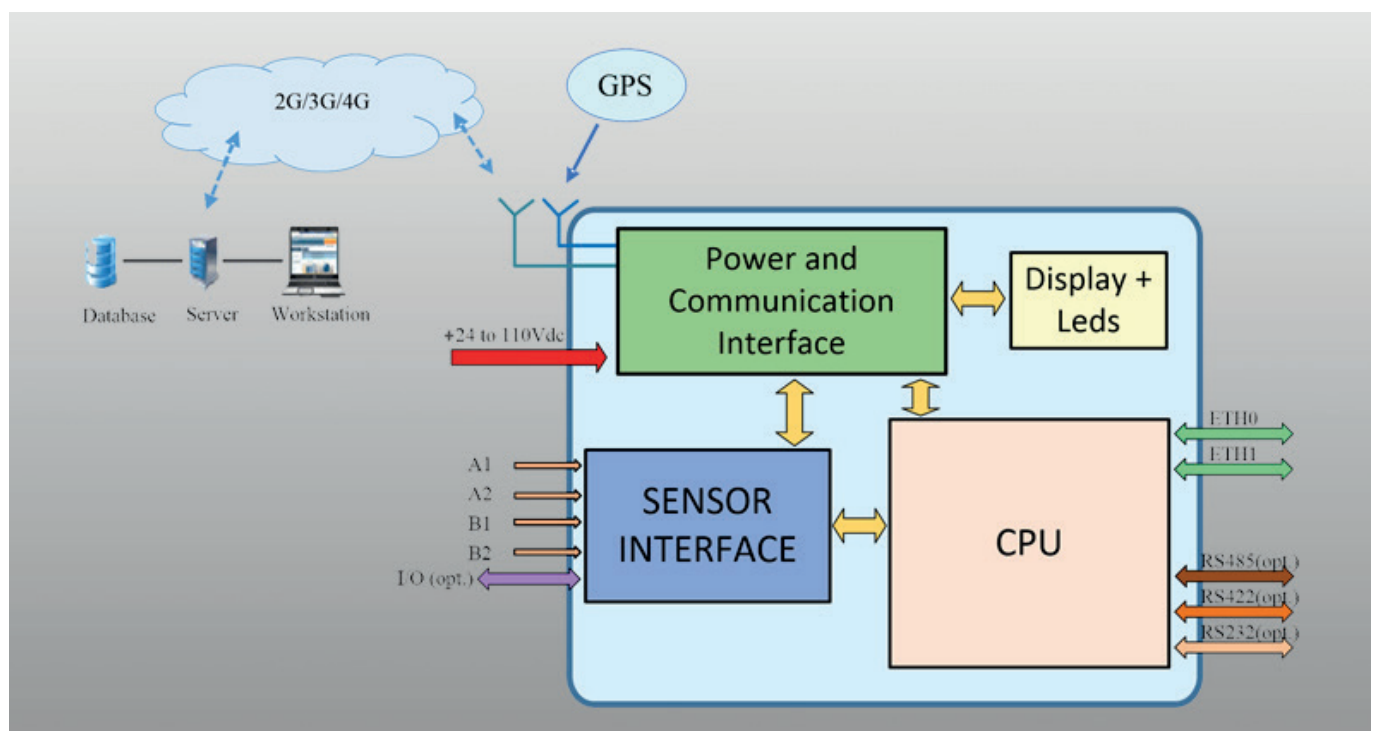 2G/3G/4G
GPS
Database
Server
Workstation
+24 to 110Vdc
Power and
Communication
Interface
Display +
Leds
A1
A2
B1
B2
I/O (opt.)
SENSOR
INTERFACE
CPU
ETH0
ETH1
RS485(opt.)
RS422(opt.)
RS232(opt.)